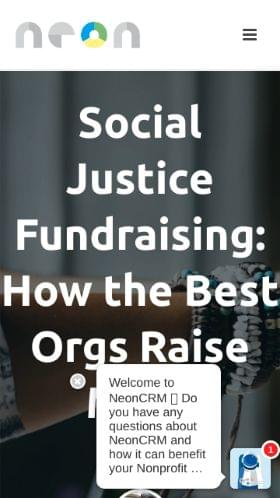 neon
Social
Justice
Fundraising:
How the Best
Orgs Raise
Welcome to
NeonCRM ▯ Do
you have any
questions about
NeonCRM and
how it can benefit
your Nonprofit ...
1